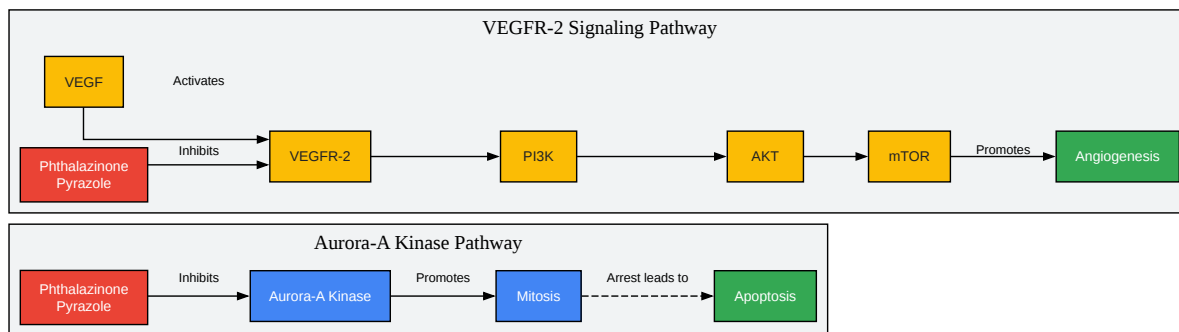 VEGFR-2 Signaling Pathway
VEGF
Activates
Phthalazinone
Pyrazole
Inhibits
VEGFR-2
PI3K
AKT
mTOR
Promotes
Angiogenesis
Aurora-A Kinase Pathway
Phthalazinone
Pyrazole
Inhibits
Aurora-A Kinase
Promotes
Mitosis
Arrest leads to
Apoptosis